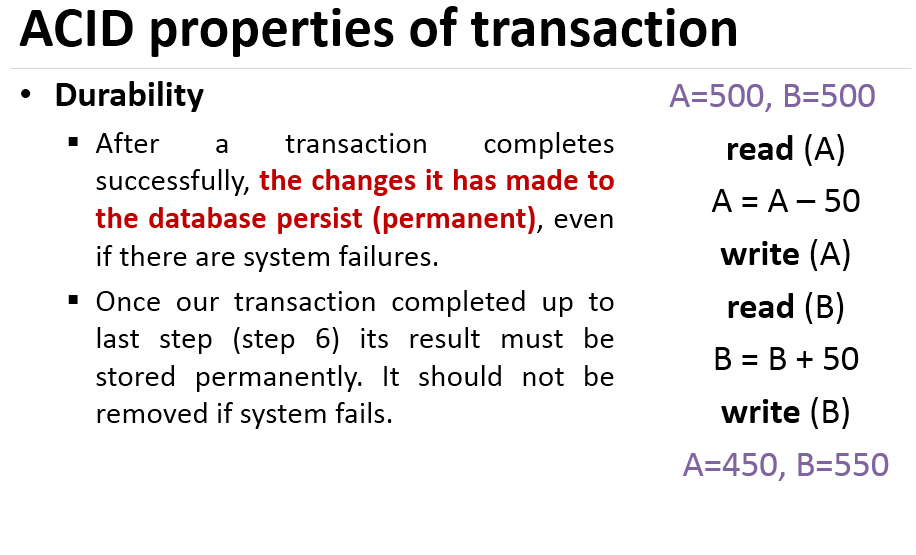 ACID properties of transaction
• Durability
▪ After a transaction completes
successfully, the changes it has made to
the database persist (permanent), even
if there are system failures.
▪ Once our transaction completed up to
last step (step 6) its result must be
stored permanently. It should not be
removed if system fails.
A=500, B=500
read (A)
A = A – 50
write (A)
read (B)
B = B + 50
write (B)
A=450, B=550